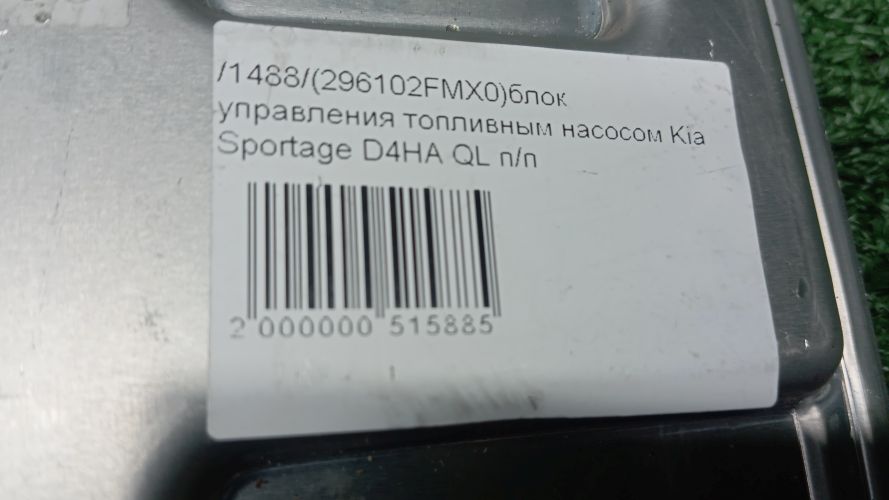 /1488/(296102FMX0)блок
управления топливным насосом Kia
Sportage D4HA QL п/п
2 000000 515885